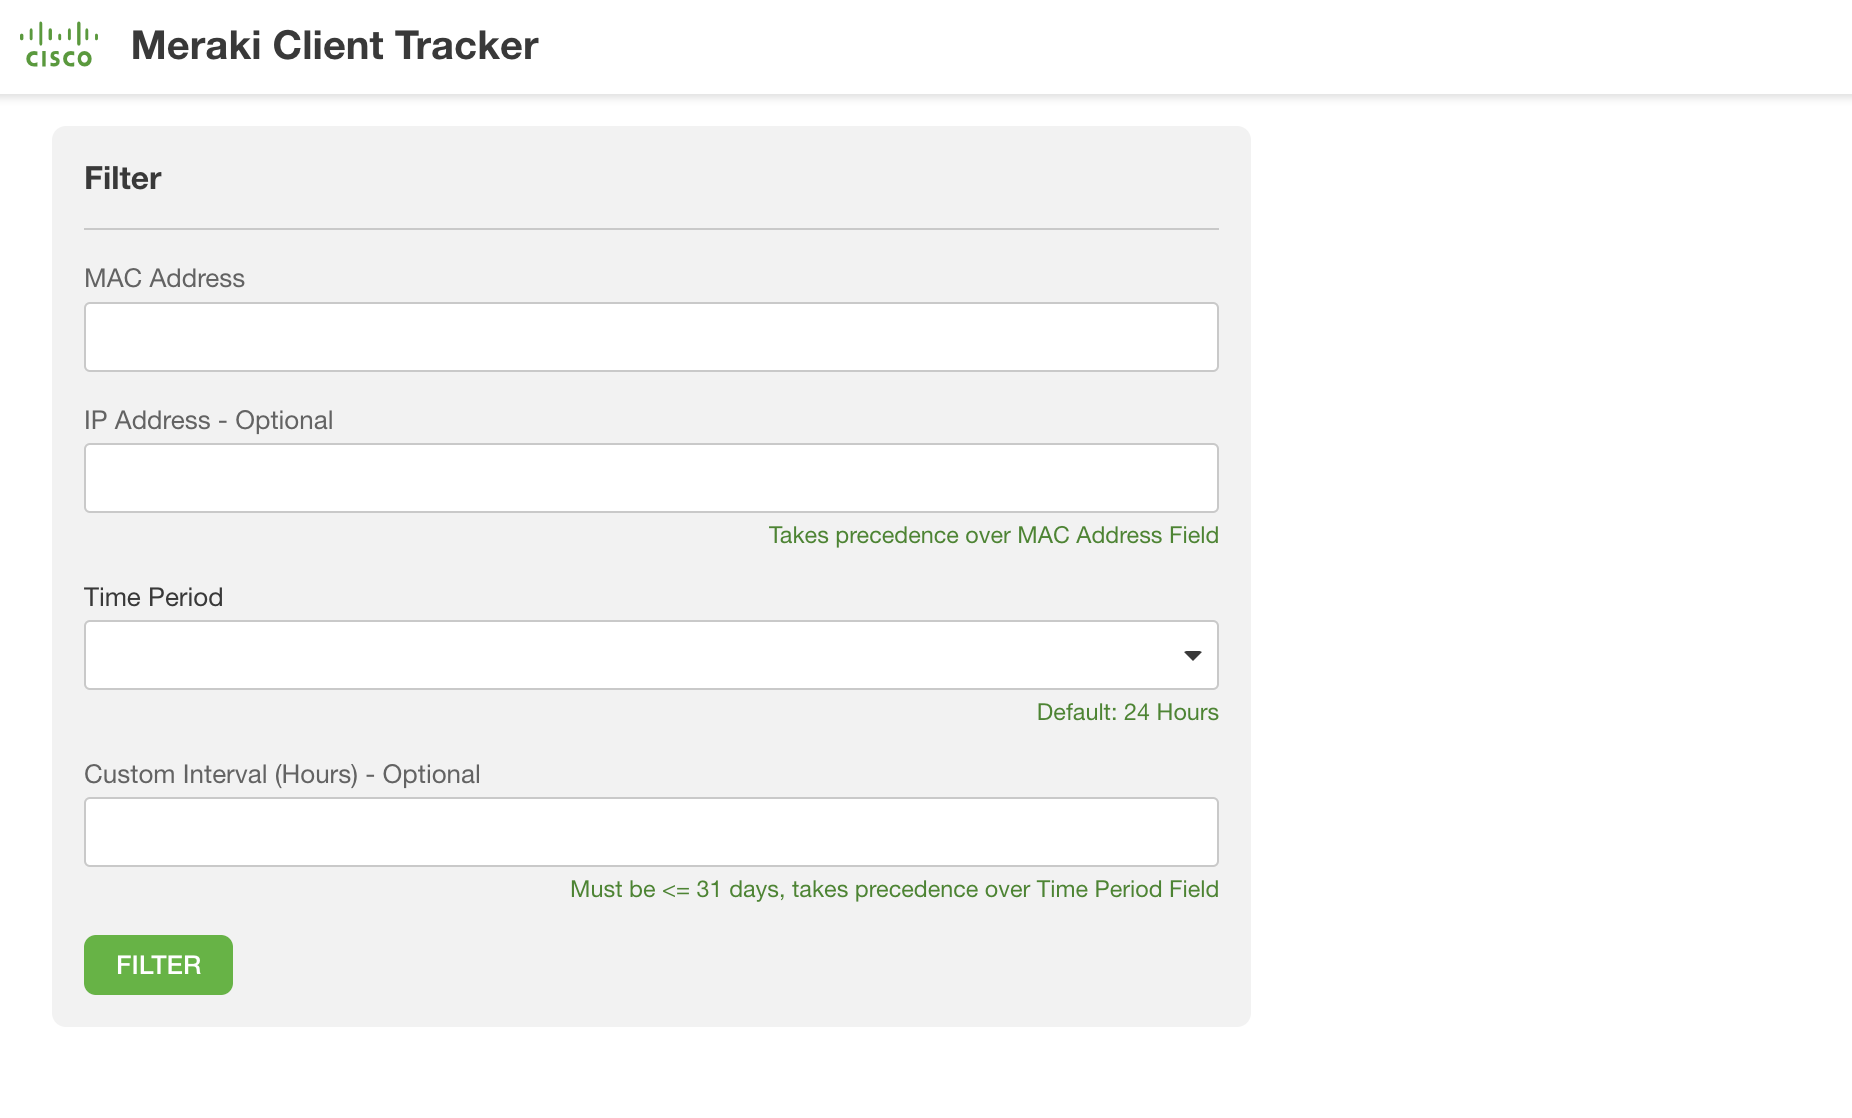 CISCO
Meraki Client Tracker
Filter
MAC Address
IP Address - Optional
Takes precedence over MAC Address Field
Time Period
Default: 24 Hours
Custom Interval (Hours) - Optional
Must be <= 31 days, takes precedence over Time Period Field
FILTER